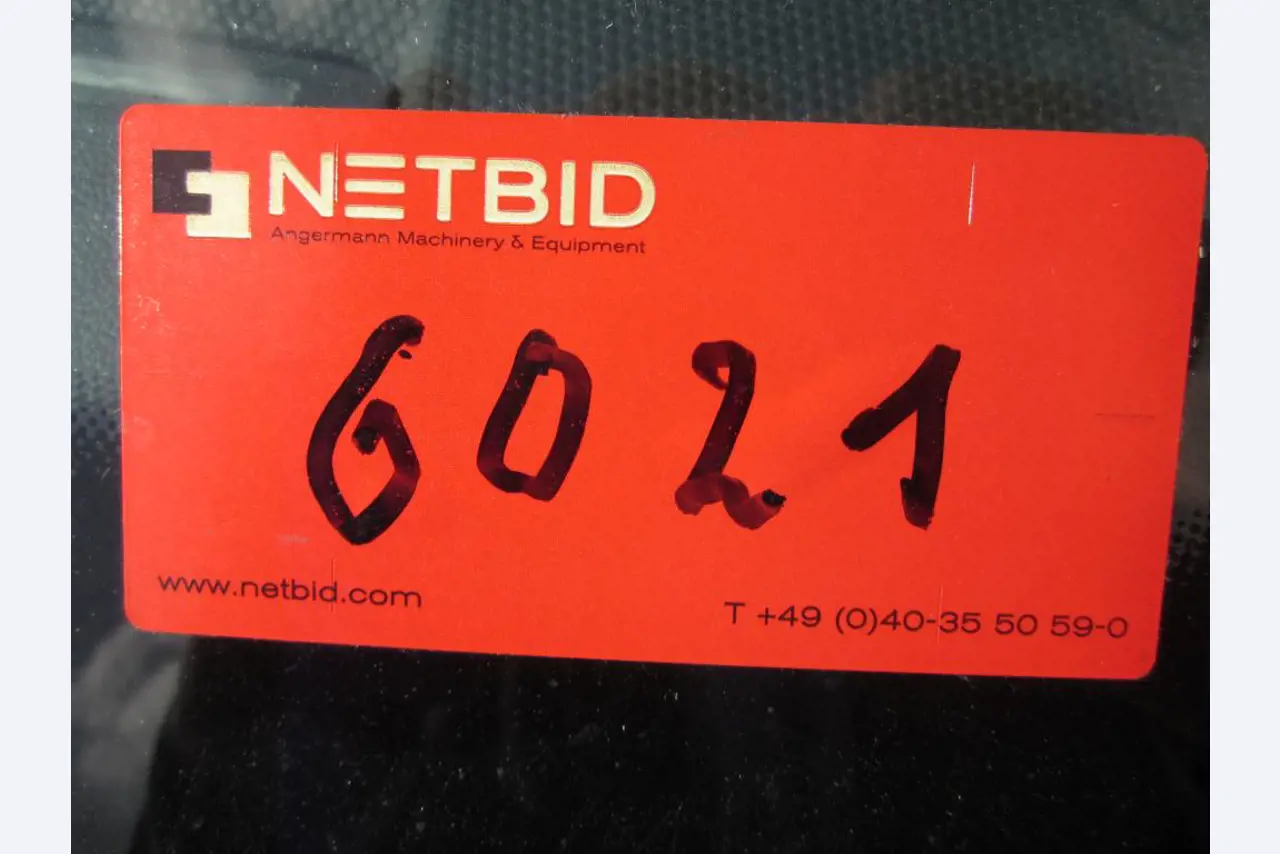 NETBID
Angermann Machinery & Equipment
6021
www.netbid.com
T +49 (0)40-35 50 59-0